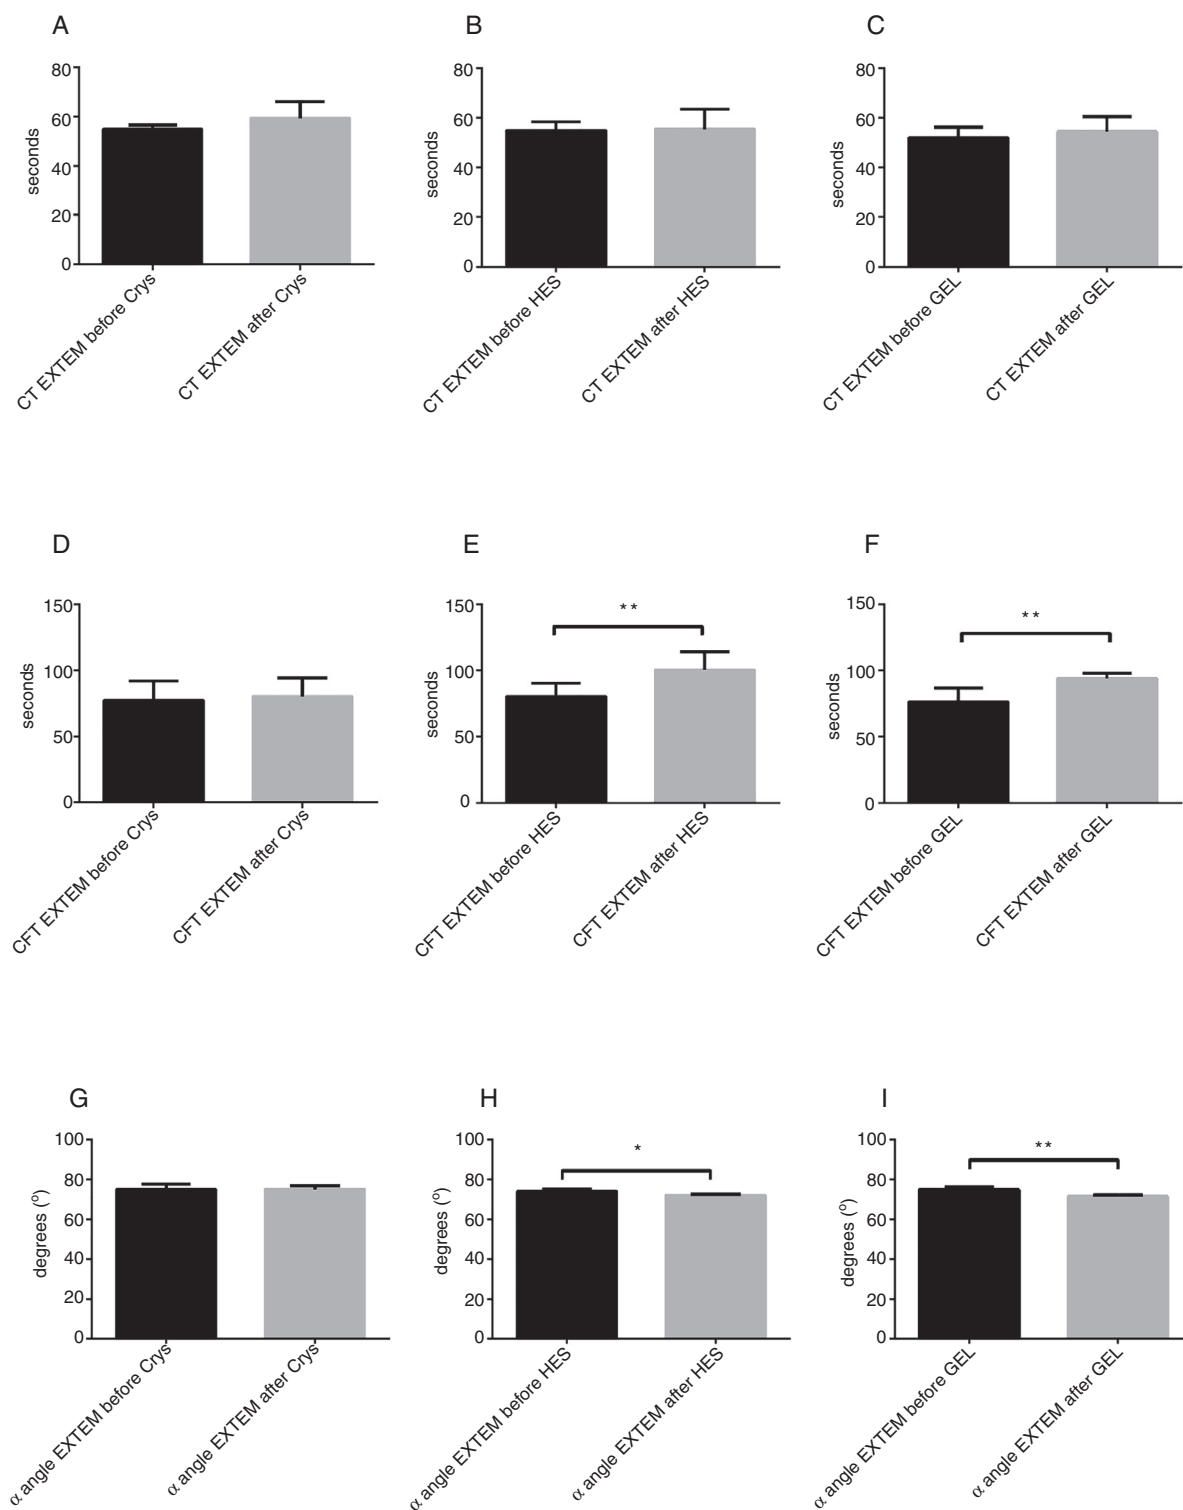 A
80
60
40
20
0
seconds
CT EXTEM before Crys
CT EXTEM after Crys
B
80
60
40
20
0
seconds
CT EXTEM before HES
CT EXTEM after HES
C
80
60
40
20
0
seconds
CT EXTEM before GEL
CT EXTEM after GEL
D
150
100
50
0
seconds
CFT EXTEM before Crys
CFT EXTEM after Crys
E
150
100
50
0
seconds
**
CFT EXTEM before HES
CFT EXTEM after HES
F
150
100
50
0
seconds
**
CFT EXTEM before GEL
CFT EXTEM after GEL
G
100
80
60
40
20
0
degrees (º)
α angle EXTEM before Crys
α angle EXTEM after Crys
H
100
80
60
40
20
0
degrees (º)
*
α angle EXTEM before HES
α angle EXTEM after HES
I
100
80
60
40
20
0
degrees (º)
**
α angle EXTEM before GEL
α angle EXTEM after GEL